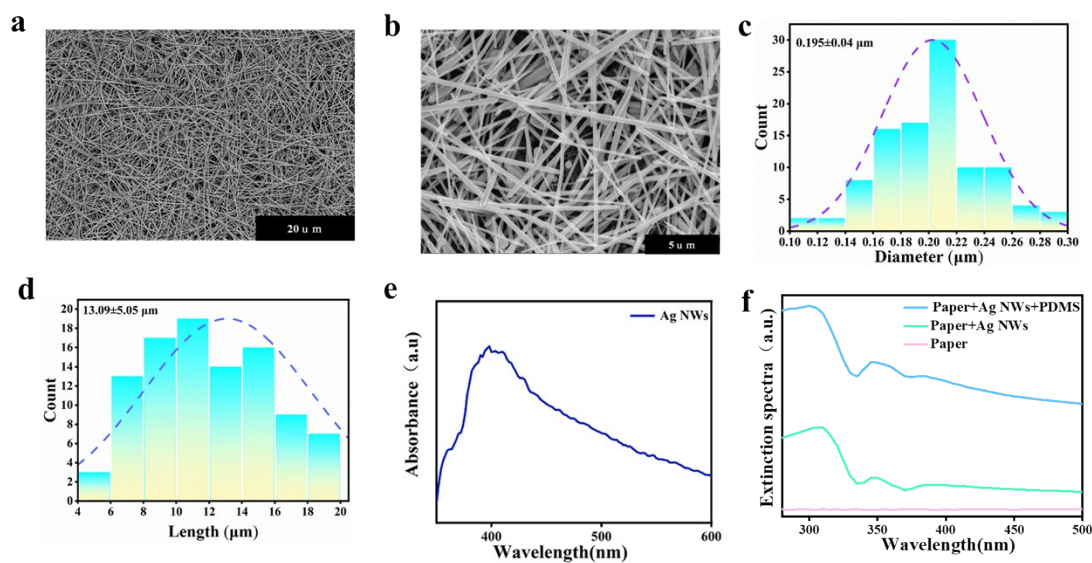 a
20 u m
b
5 u m
c
0.195±0.04 μm
Count
30
25
20
15
10
5
0
0.10 0.12 0.14 0.16 0.18 0.20 0.22 0.24 0.26 0.28 0.30
Diameter (μm)
d
13.09±5.05 μm
Count
20
18
16
14
12
10
8
6
4
2
0
4 6 8 10 12 14 16 18 20
Length (μm)
e
Ag NWs
Absorbance（a.u）
400 500 600
Wavelength(nm)
f
Paper+Ag NWs+PDMS
Paper+Ag NWs
Paper
Extinction spectra（a.u.）
300 350 400 450 500
Wavelength(nm)